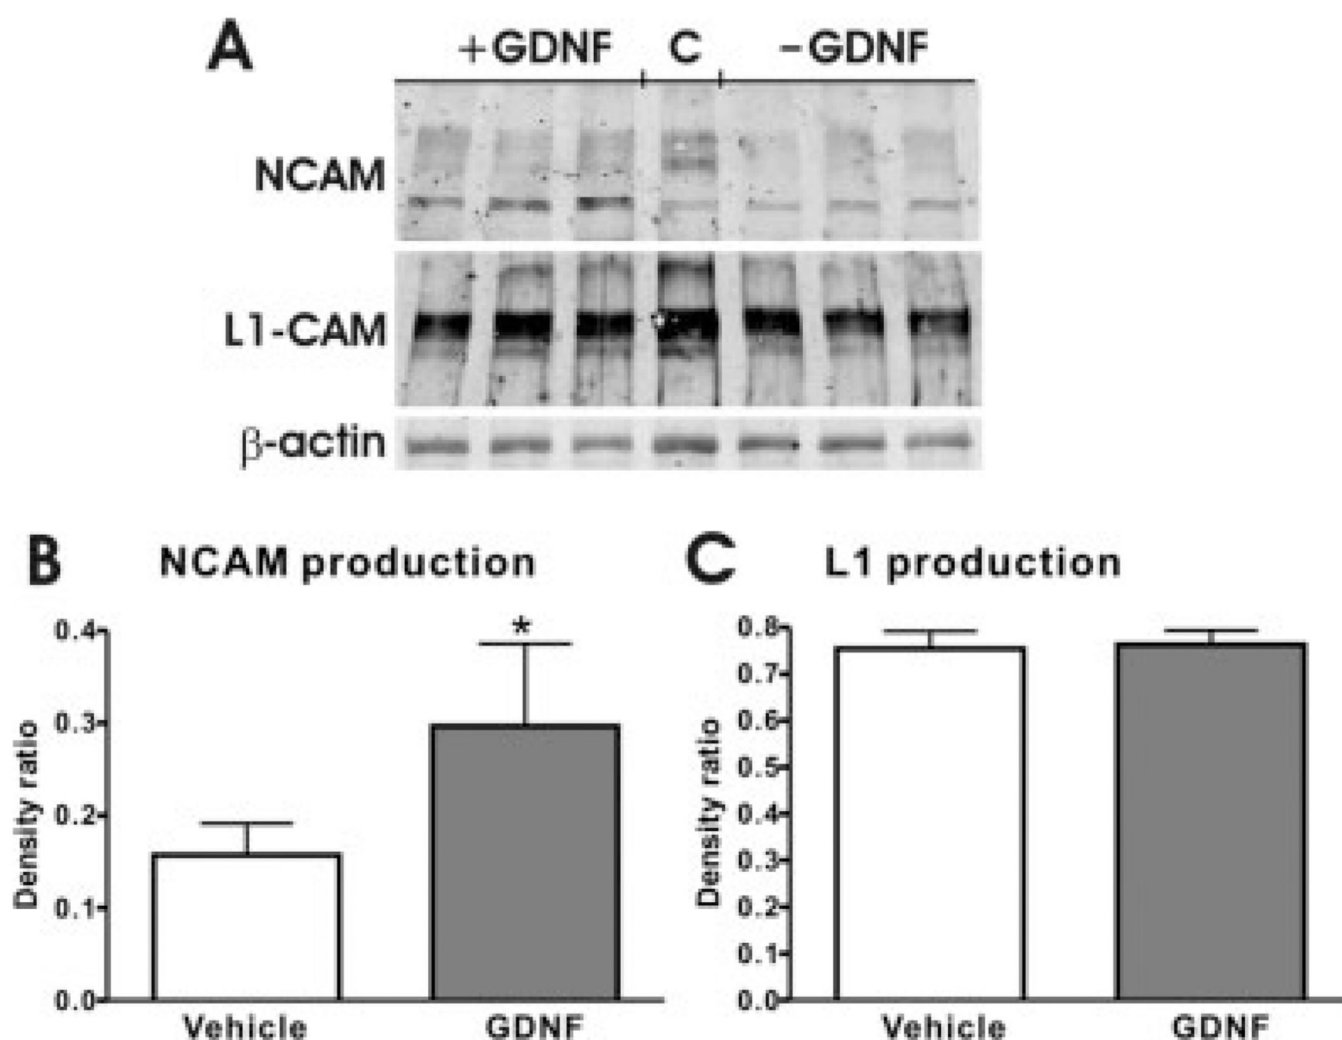 A
+GDNF C −GDNF
NCAM
L1-CAM
β-actin
B NCAM production
0.4
*
0.3
0.2
0.1
0.0
Density ratio
Vehicle GDNF
C L1 production
0.8
0.7
0.6
0.5
0.4
0.3
0.2
0.1
0.0
Density ratio
Vehicle GDNF